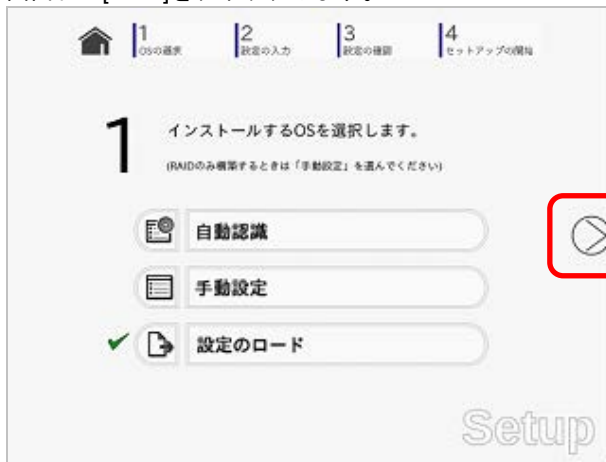 1 2 3 4
OSの選択 設定の入力 設定の確認 セットアップの開始
1 インストールするOSを選択します。
(RAIDのみ構築するときは「手動設定」を選んでください)
自動認識
手動設定
設定のロード
Setup